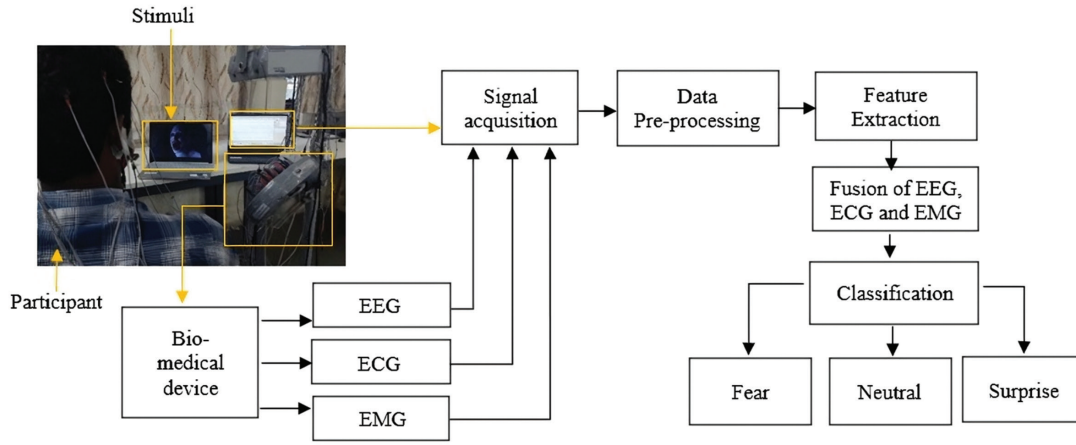 Stimuli
Participant
Bio-
medical
device
EEG
ECG
EMG
Signal
acquisition
Data
Pre-processing
Feature
Extraction
Fusion of EEG,
ECG and EMG
Classification
Fear
Neutral
Surprise